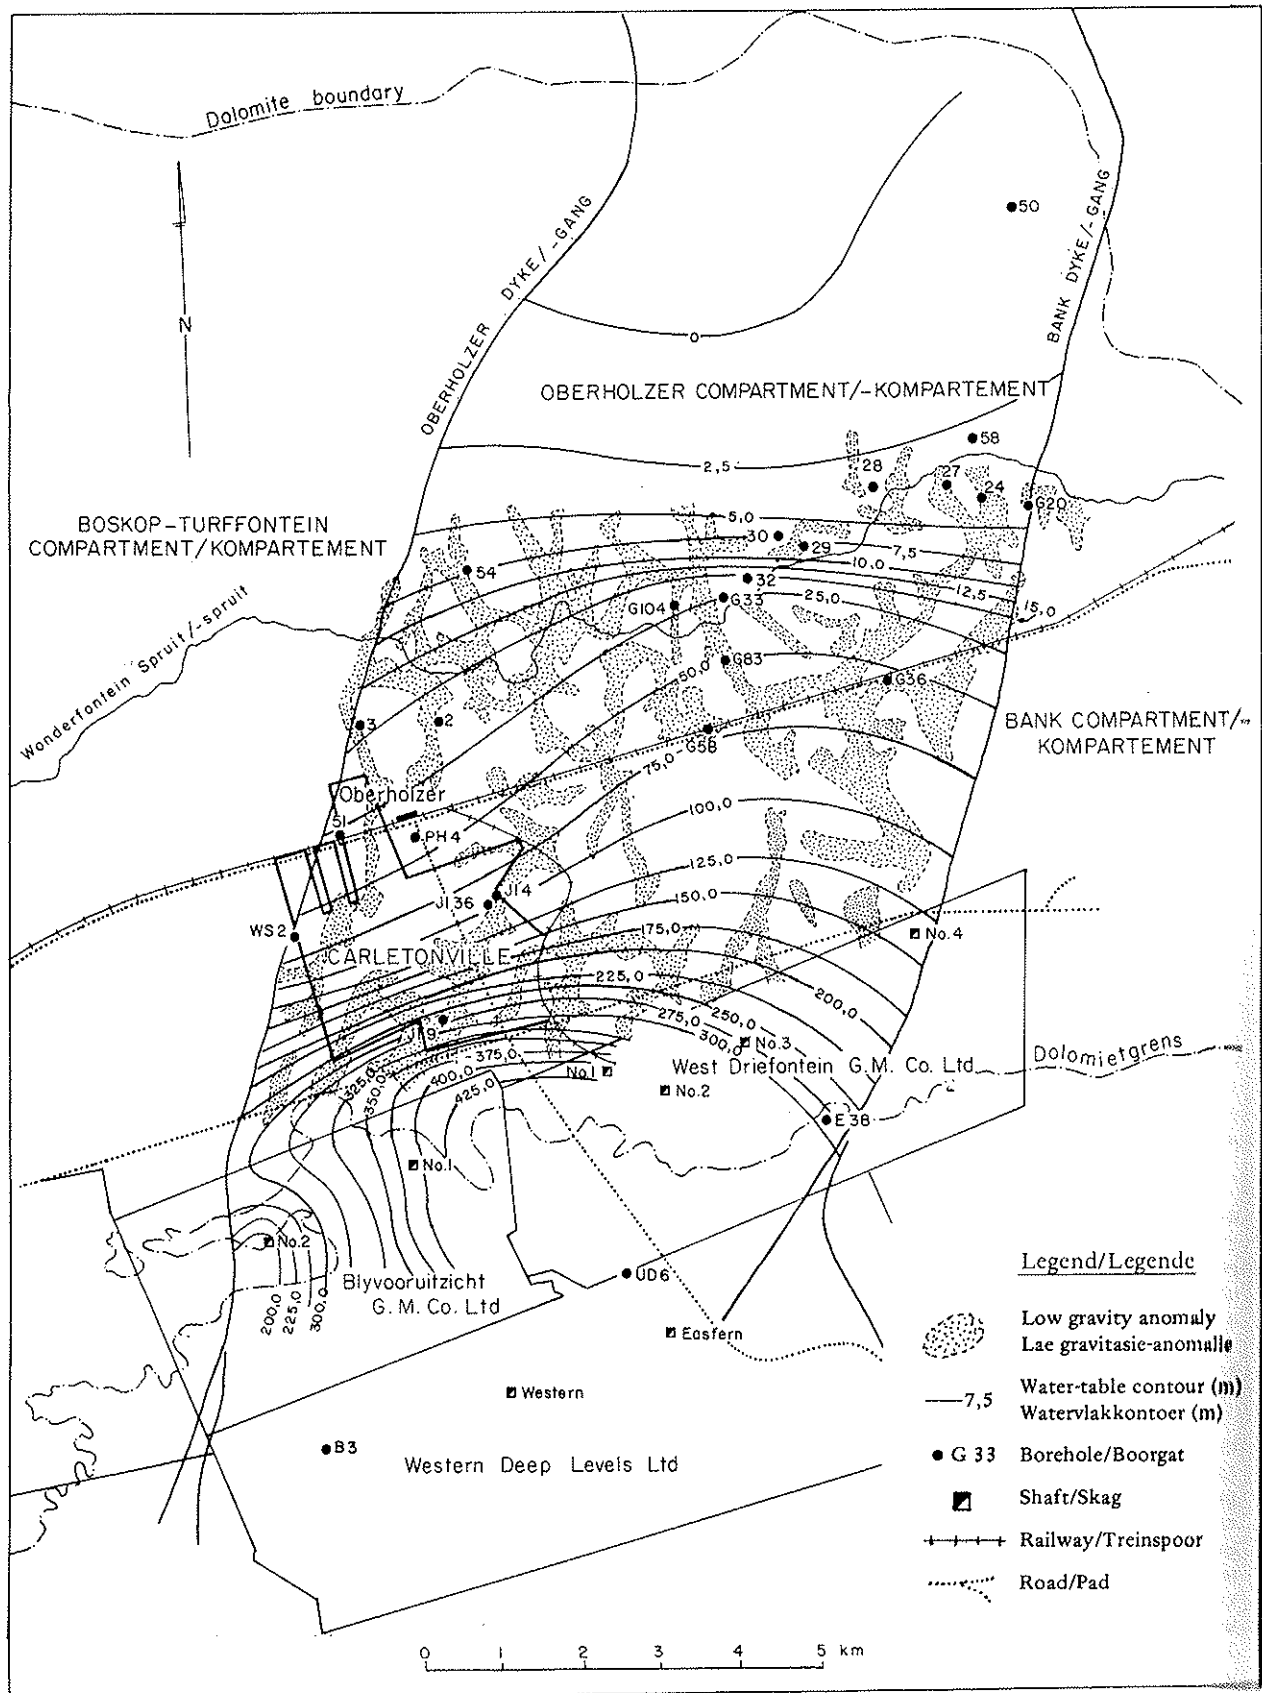 Dolomite boundary
N
OBERHOLZER DYKE/-GANG
BANK DYKE/-GANG
50
0
OBERHOLZER COMPARTMENT/-KOMPARTEMENT
58
2,5
28
27
24
G20
BOSKOP-TURFFONTEIN
COMPARTMENT/KOMPARTEMENT
5,0
30
29
7,5
10,0
54
32
12,5
15,0
G104
G33
25,0
Wonderfontein Spruit/-spruit
G83
50,0
G36
3
2
G58
BANK COMPARTMENT/-
KOMPARTEMENT
75,0
Oberholzer
51
PH4
100,0
125,0
J14
J136
150,0
WS2
175,0
No.4
CARLETONVILLE
225,0
200,0
250,0
275,0
300,0
No.3
375,0
No.1
West Driefontein G.M. Co. Ltd
Dolomietgrens
325,0
350,0
400,0
425,0
No.2
E38
No.1
No.2
Blyvooruitzicht
G. M. Co. Ltd
200,0
225,0
300,0
UD6
Eastern
Western
B3
Western Deep Levels Ltd
Legend/Legende
Low gravity anomaly
Lae gravitasie-anomalie
7,5 Water-table contour (m)
Watervlakkontoer (m)
G 33 Borehole/Boorgat
Shaft/Skag
Railway/Treinspoor
Road/Pad
0 1 2 3 4 5 km